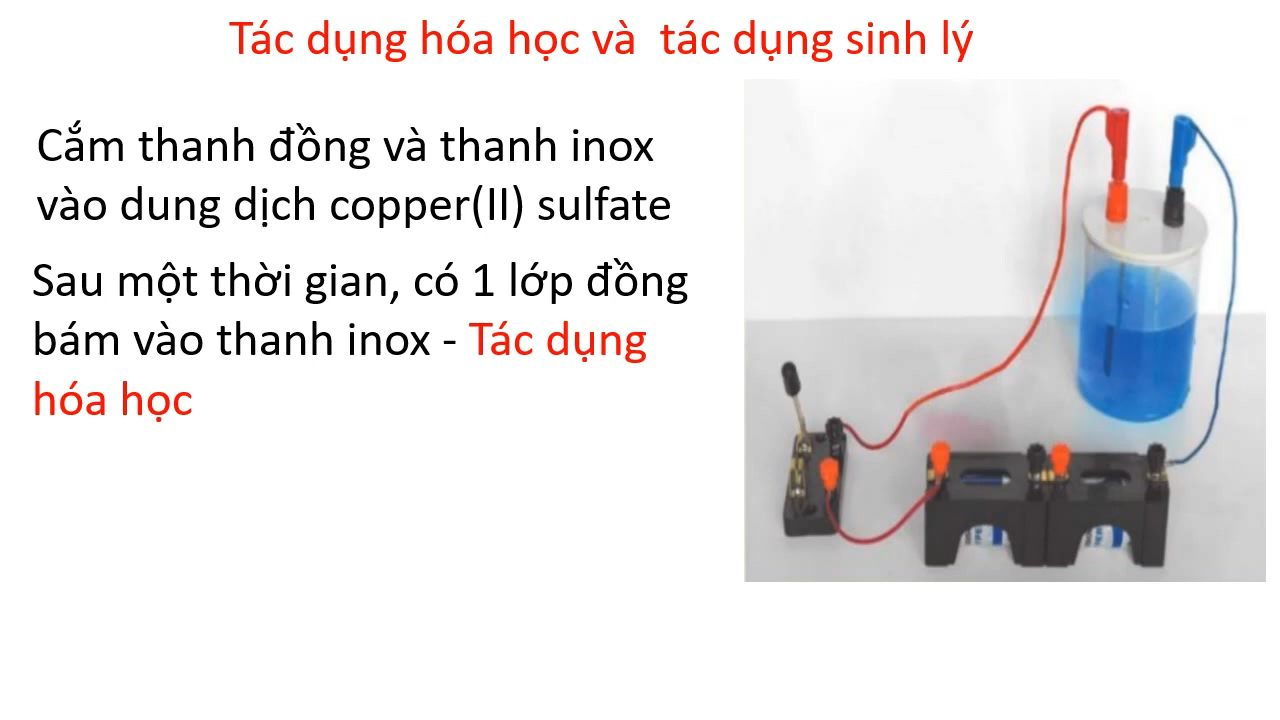 Tác dụng hóa học và  tác dụng sinh lý
Cắm thanh đồng và thanh inox
vào dung dịch copper(II) sulfate
Sau một thời gian, có 1 lớp đồng
bám vào thanh inox - Tác dụng
hóa học